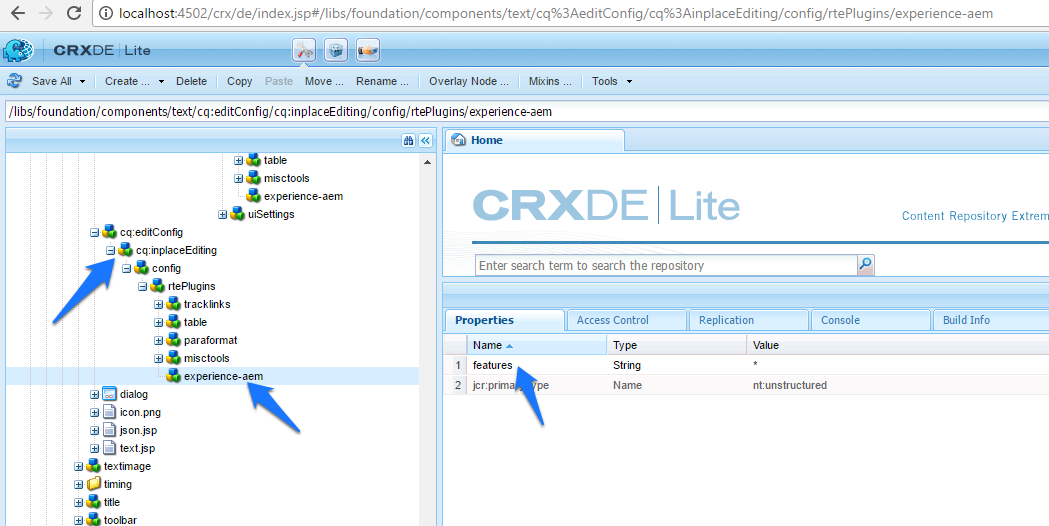 localhost:4502/crx/de/index.jsp#/libs/foundation/components/text/cq%3AeditConfig/cq%3AinplaceEditing/config/rtePlugins/experience-aem
CRXDE | Lite
Save All Create ... Delete Copy Paste Move ... Rename ... Overlay Node ... Mixins ... Tools
/libs/foundation/components/text/cq:editConfig/cq:inplaceEditing/config/rtePlugins/experience-aem
table
misctools
experience-aem
uiSettings
cq:editConfig
cq:inplaceEditing
config
rtePlugins
tracklinks
table
paraformat
misctools
experience-aem
dialog
icon.png
json.jsp
text.jsp
textimage
timing
title
toolbar
Home
CRXDE | Lite
Content Repository Extrem
Enter search term to search the repository
Properties Access Control Replication Console Build Info
Name Type Value
1 features String *
2 jcr:primaryType Name nt:unstructured